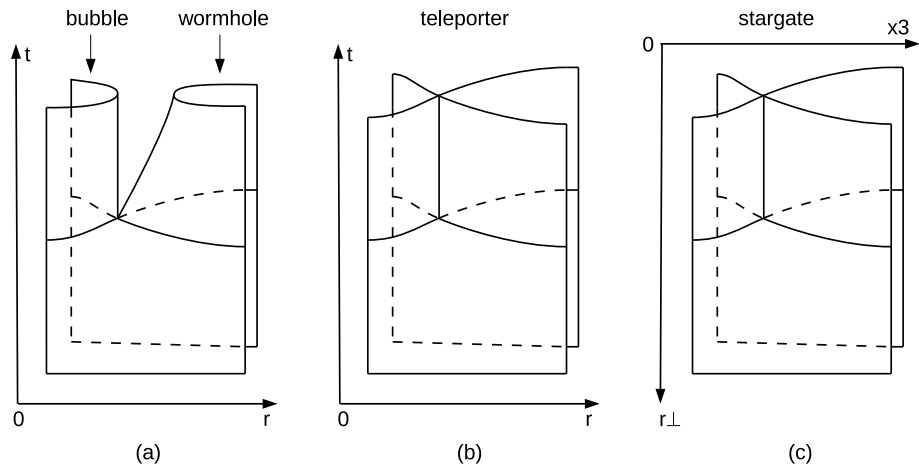 bubble wormhole
t
0 r
(a)
teleporter
t
0 r
(b)
stargate
0 x3
r⊥
(c)